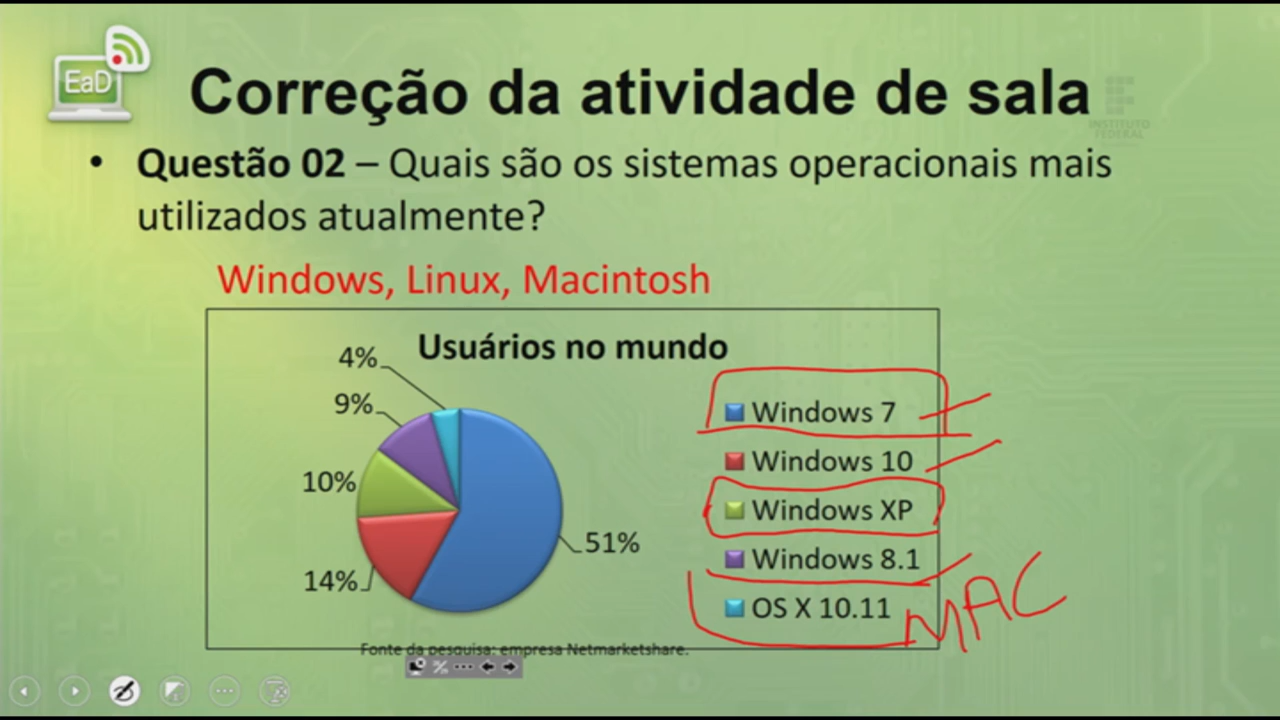 EaD
Correção da atividade de sala
INSTITUTO
FEDERAL
• Questão 02 – Quais são os sistemas operacionais mais
utilizados atualmente?
Windows, Linux, Macintosh
Usuários no mundo
4%
9%
10%
14%
51%
Windows 7
Windows 10
Windows XP
Windows 8.1
OS X 10.11
MAC
Fonte da pesquisa: empresa Netmarketshare.